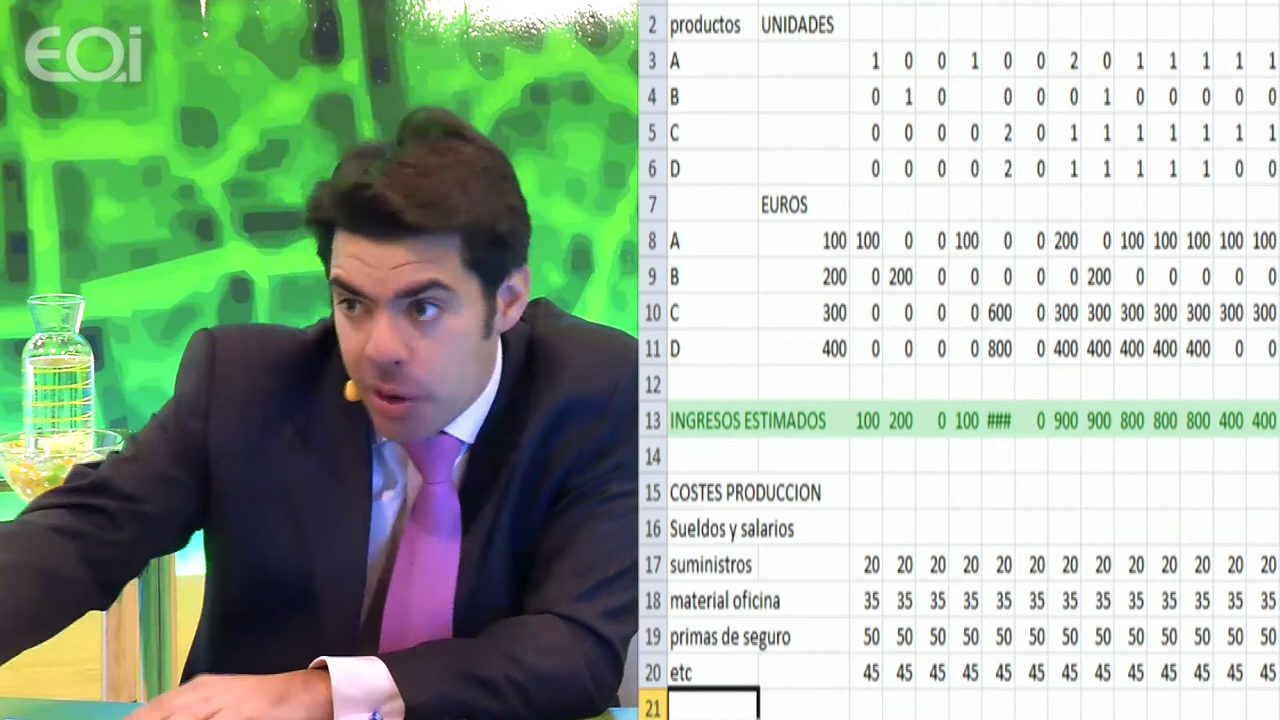 EOi
2 productos UNIDADES
3 A 1 0 0 1 0 0 2 0 1 1 1 1 1
4 B 0 1 0 0 0 0 1 0 0 0 0 0
5 C 0 0 0 0 2 0 1 1 1 1 1 1 1
6 D 0 0 0 0 2 0 1 1 1 1 1 0 0
7 EUROS
8 A 100 100 0 0 100 0 0 200 0 100 100 100 100 100
9 B 200 0 200 0 0 0 0 0 200 0 0 0 0 0
10 C 300 0 0 0 0 600 0 300 300 300 300 300 300 300
11 D 400 0 0 0 0 800 0 400 400 400 400 400 0 0
12
13 INGRESOS ESTIMADOS 100 200 0 100 ### 0 900 900 800 800 800 400 400
14
15 COSTES PRODUCCION
16 Sueldos y salarios
17 suministros 20 20 20 20 20 20 20 20 20 20 20 20 20
18 material oficina 35 35 35 35 35 35 35 35 35 35 35 35 35
19 primas de seguro 50 50 50 50 50 50 50 50 50 50 50 50 50
20 etc 45 45 45 45 45 45 45 45 45 45 45 45 45
21